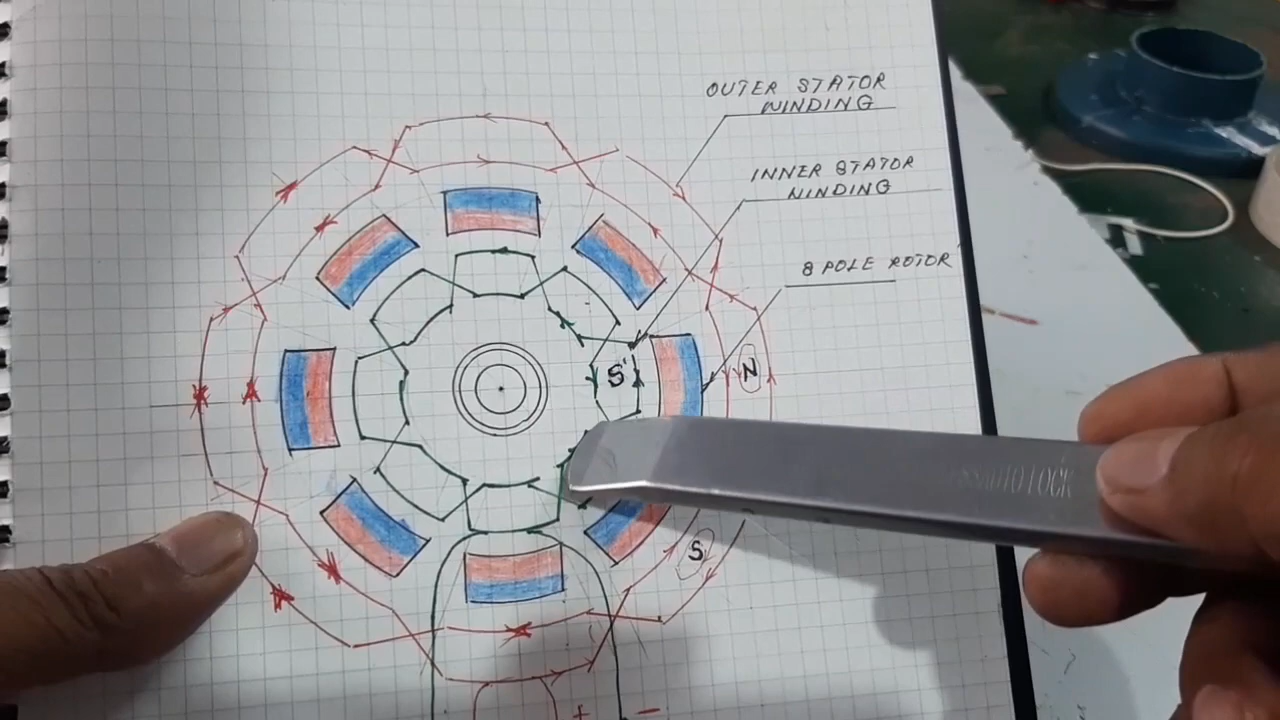 OUTER STATOR
WINDING
INNER STATOR
WINDING
8 POLE ROTOR
S
N
S
+ −